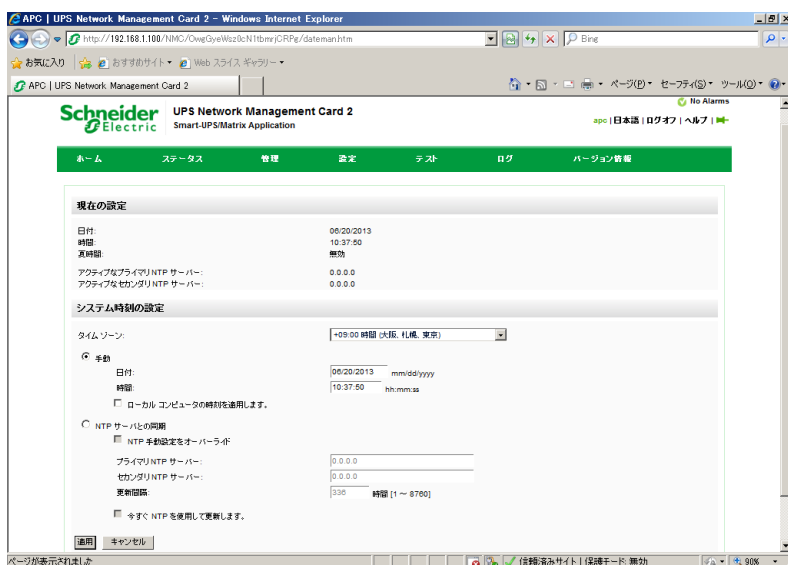 APC | UPS Network Management Card 2 - Windows Internet Explorer
http://192.168.1.100/NMC/OwgGyeWsz0cN1tbmrjCRPg/dateman.htm
Bing
お気に入り
おすすめサイト
Web スライス ギャラリー
APC | UPS Network Management Card 2
ページ(P) セーフティ(S) ツール(O)
No Alarms
Schneider Electric
UPS Network Management Card 2
Smart-UPS/Matrix Application
apc | 日本語 | ログオフ | ヘルプ |
ホーム ステータス 管理 設定 テスト ログ バージョン情報
現在の設定
日付: 06/20/2013
時間: 10:37:50
夏時間: 無効
アクティブなプライマリ NTP サーバー: 0.0.0.0
アクティブなセカンダリ NTP サーバー: 0.0.0.0
システム時刻の設定
タイム ゾーン: +09:00 時間 (大阪、札幌、東京)
手動
日付: 06/20/2013 mm/dd/yyyy
時間: 10:37:50 hh:mm:ss
ローカル コンピュータの時刻を適用します。
NTP サーバとの同期
NTP 手動設定をオーバーライド
プライマリ NTP サーバー: 0.0.0.0
セカンダリ NTP サーバー: 0.0.0.0
更新間隔: 336 時間 [1 ~ 8760]
今すぐ NTP を使用して更新します。
適用 キャンセル
ページが表示されました
信頼済みサイト | 保護モード: 無効
90%